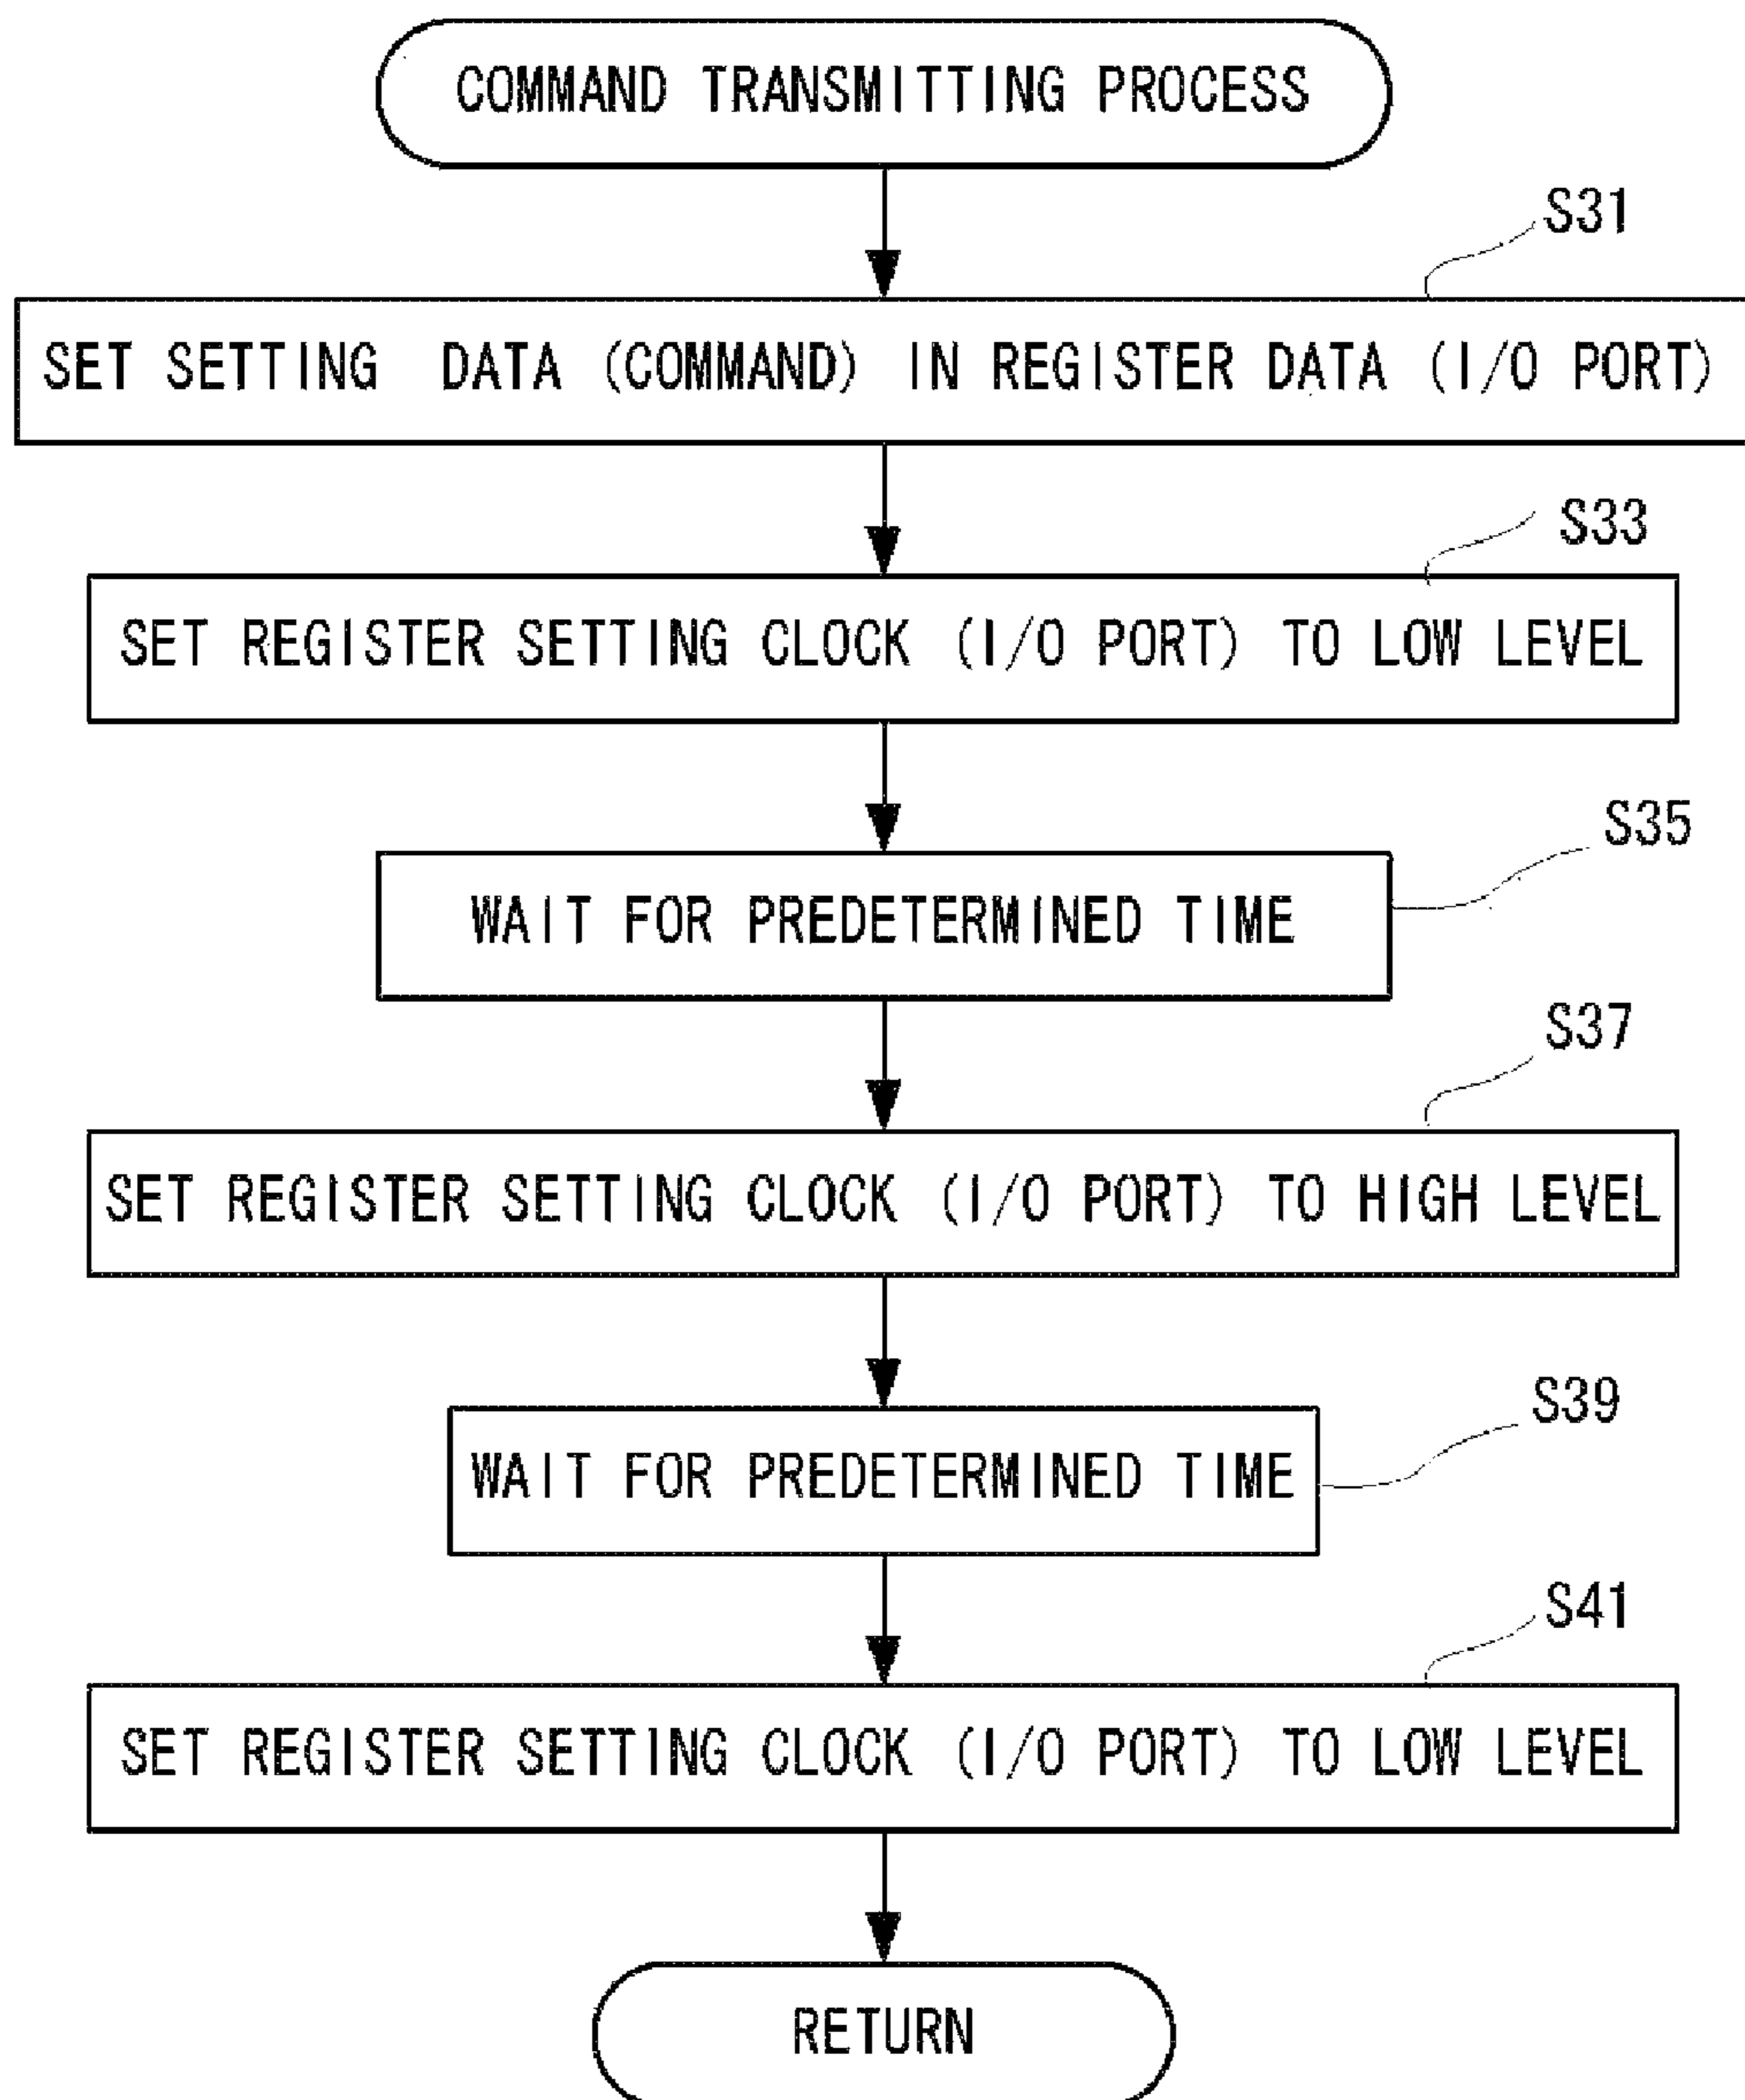 COMMAND TRANSMITTING PROCESS
S31
SET SETTING DATA (COMMAND) IN REGISTER DATA (I/O PORT)
S33
SET REGISTER SETTING CLOCK (I/O PORT) TO LOW LEVEL
S35
WAIT FOR PREDETERMINED TIME
S37
SET REGISTER SETTING CLOCK (I/O PORT) TO HIGH LEVEL
S39
WAIT FOR PREDETERMINED TIME
S41
SET REGISTER SETTING CLOCK (I/O PORT) TO LOW LEVEL
RETURN